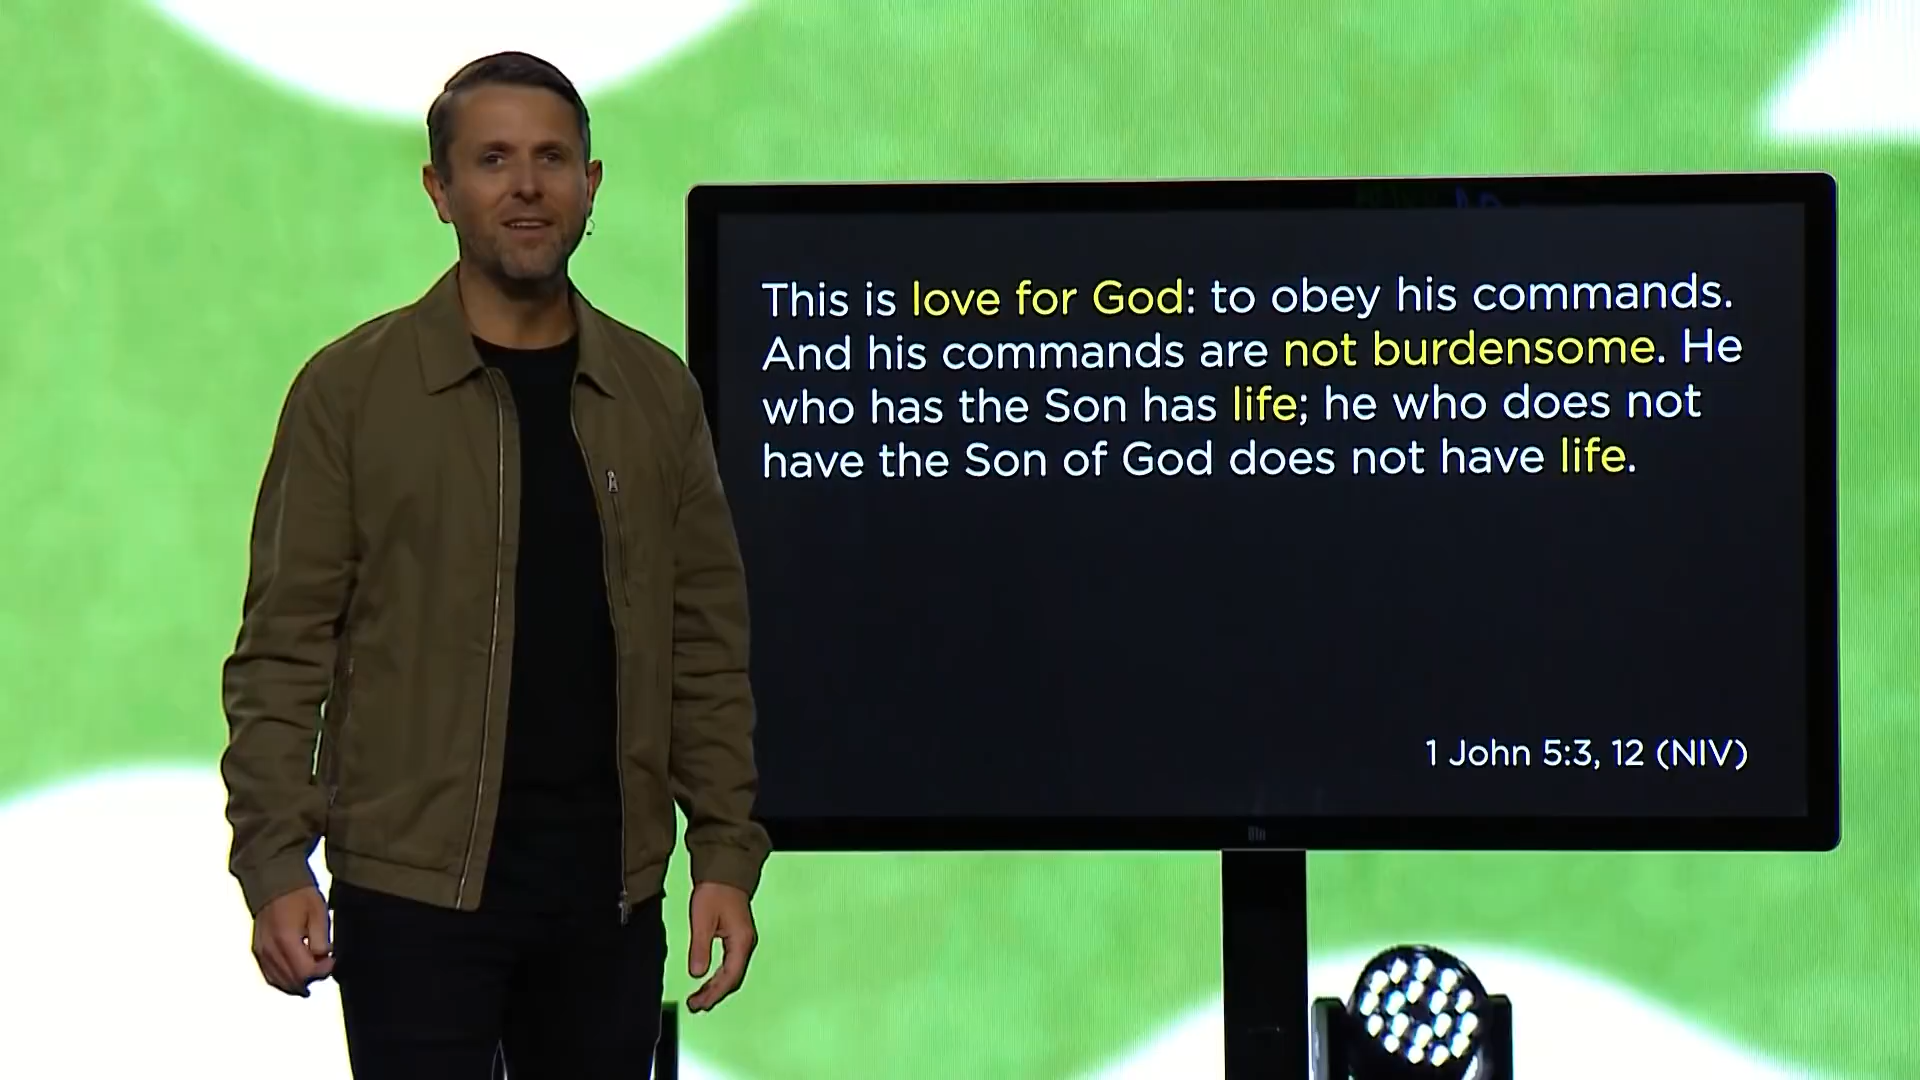 This is love for God: to obey his commands.
And his commands are not burdensome. He
who has the Son has life; he who does not
have the Son of God does not have life.
1 John 5:3, 12 (NIV)